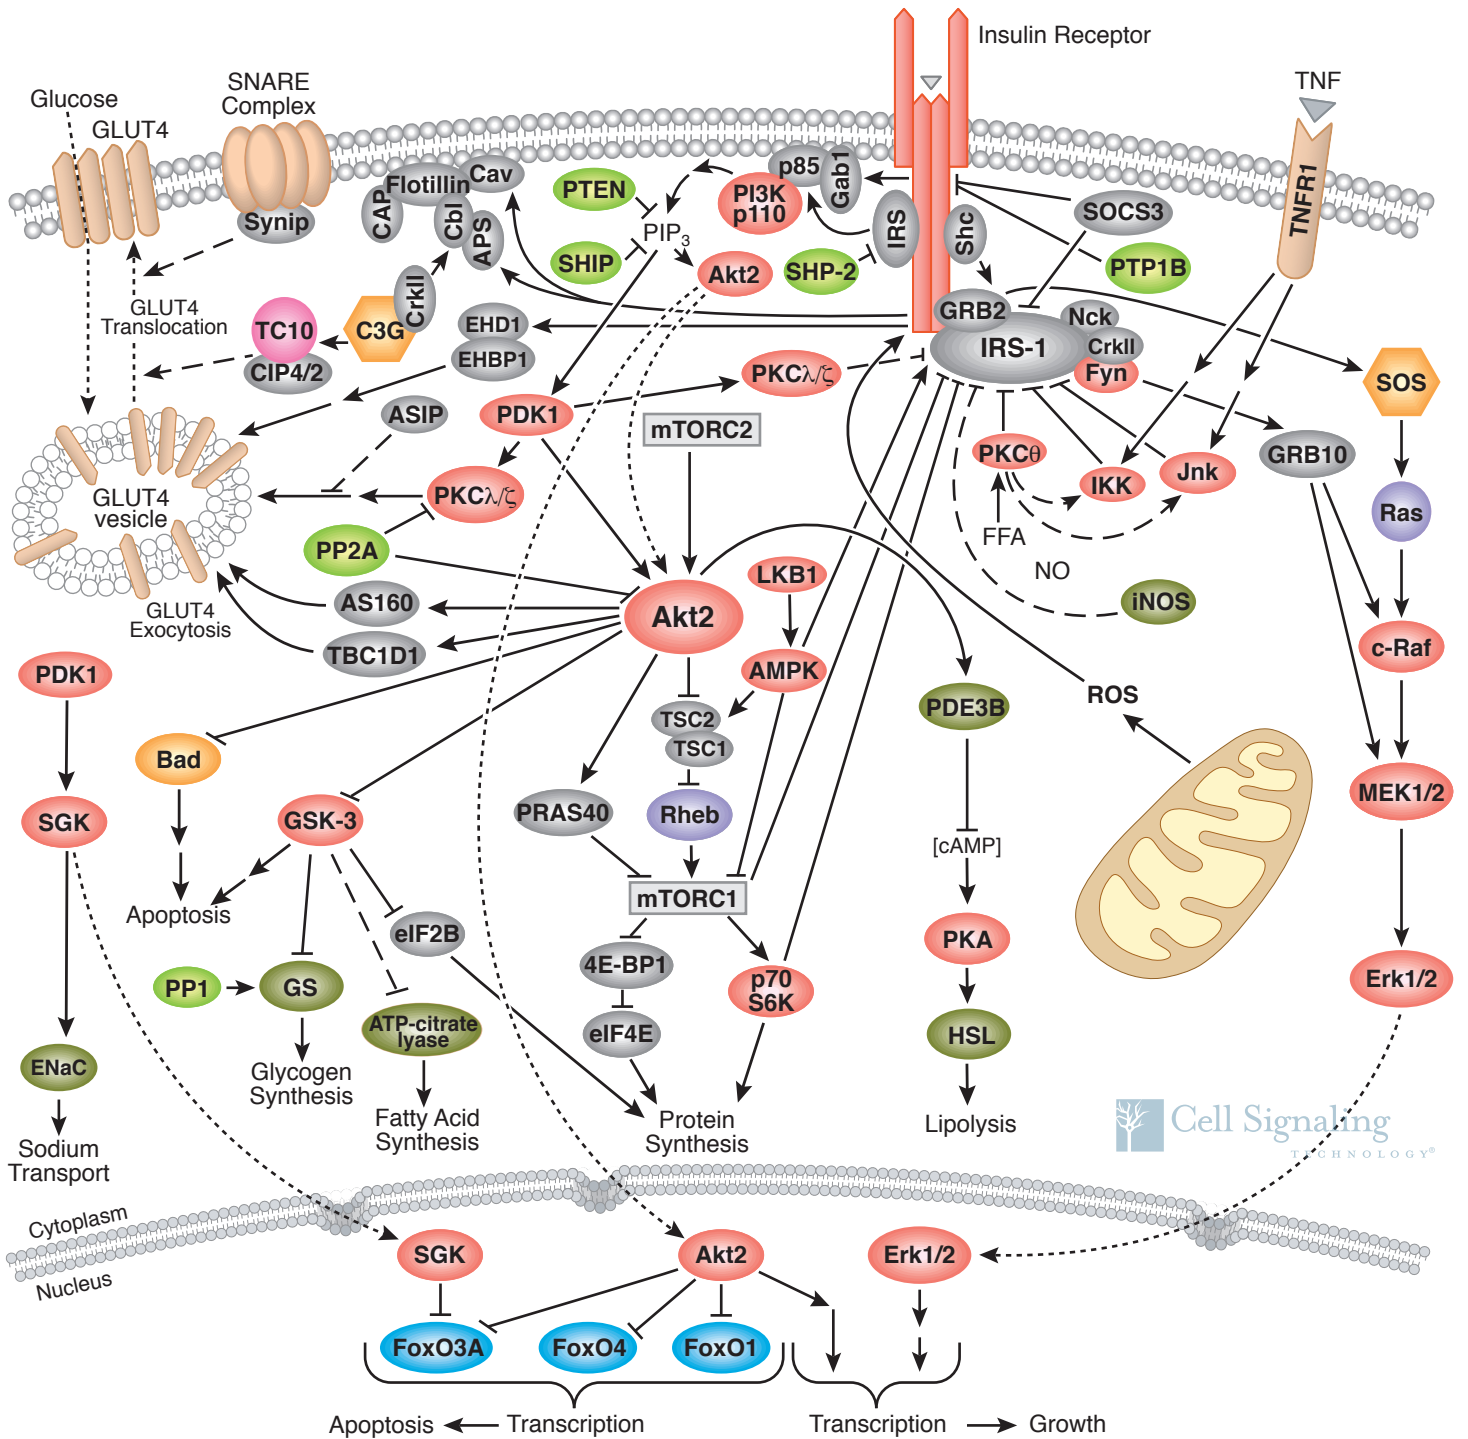 Insulin Receptor
SNARE
Complex
TNF
Glucose
GLUT4
Cav
p85
Gab1
Flotillin
PTEN
PI3K
p110
CAP
Cbl
APS
IRS
Shc
SOCS3
TNFR1
Synip
PIP3
SHIP
Akt2
SHP-2
PTP1B
CrkII
GLUT4
Translocation
TC10
C3G
EHD1
GRB2
Nck
CrkII
IRS-1
EHBP1
CIP4/2
PKCλ/ζ
Fyn
SOS
ASIP
PDK1
mTORC2
PKCθ
GRB10
IKK
Jnk
GLUT4
vesicle
PKCλ/ζ
Ras
FFA
PP2A
NO
LKB1
iNOS
AS160
Akt2
GLUT4
Exocytosis
TBC1D1
c-Raf
PDK1
AMPK
ROS
PDE3B
TSC2
TSC1
Bad
MEK1/2
SGK
GSK-3
PRAS40
Rheb
[cAMP]
mTORC1
Apoptosis
eIF2B
PKA
4E-BP1
p70
S6K
Erk1/2
PP1
GS
ATP-citrate
lyase
eIF4E
HSL
ENaC
Glycogen
Synthesis
Fatty Acid
Synthesis
Protein
Synthesis
Lipolysis
Cell Signaling
TECHNOLOGY®
Sodium
Transport
Cytoplasm
Nucleus
SGK
Akt2
Erk1/2
FoxO3A
FoxO4
FoxO1
Apoptosis
Transcription
Transcription
Growth